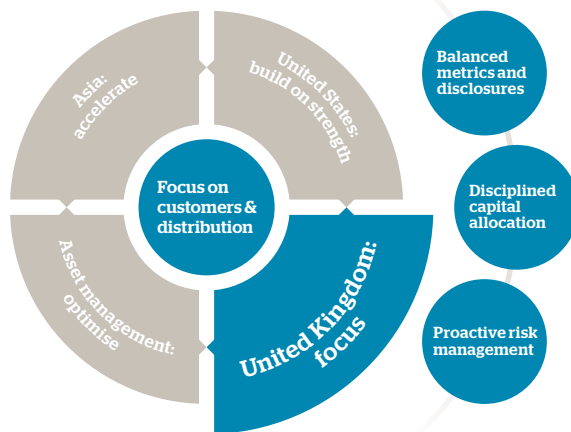 Asia:
accelerate
United States:
build on strength
Focus on
customers &
distribution
Asset management:
optimise
United Kingdom:
focus
Balanced
metrics and
disclosures
Disciplined
capital
allocation
Proactive risk
management